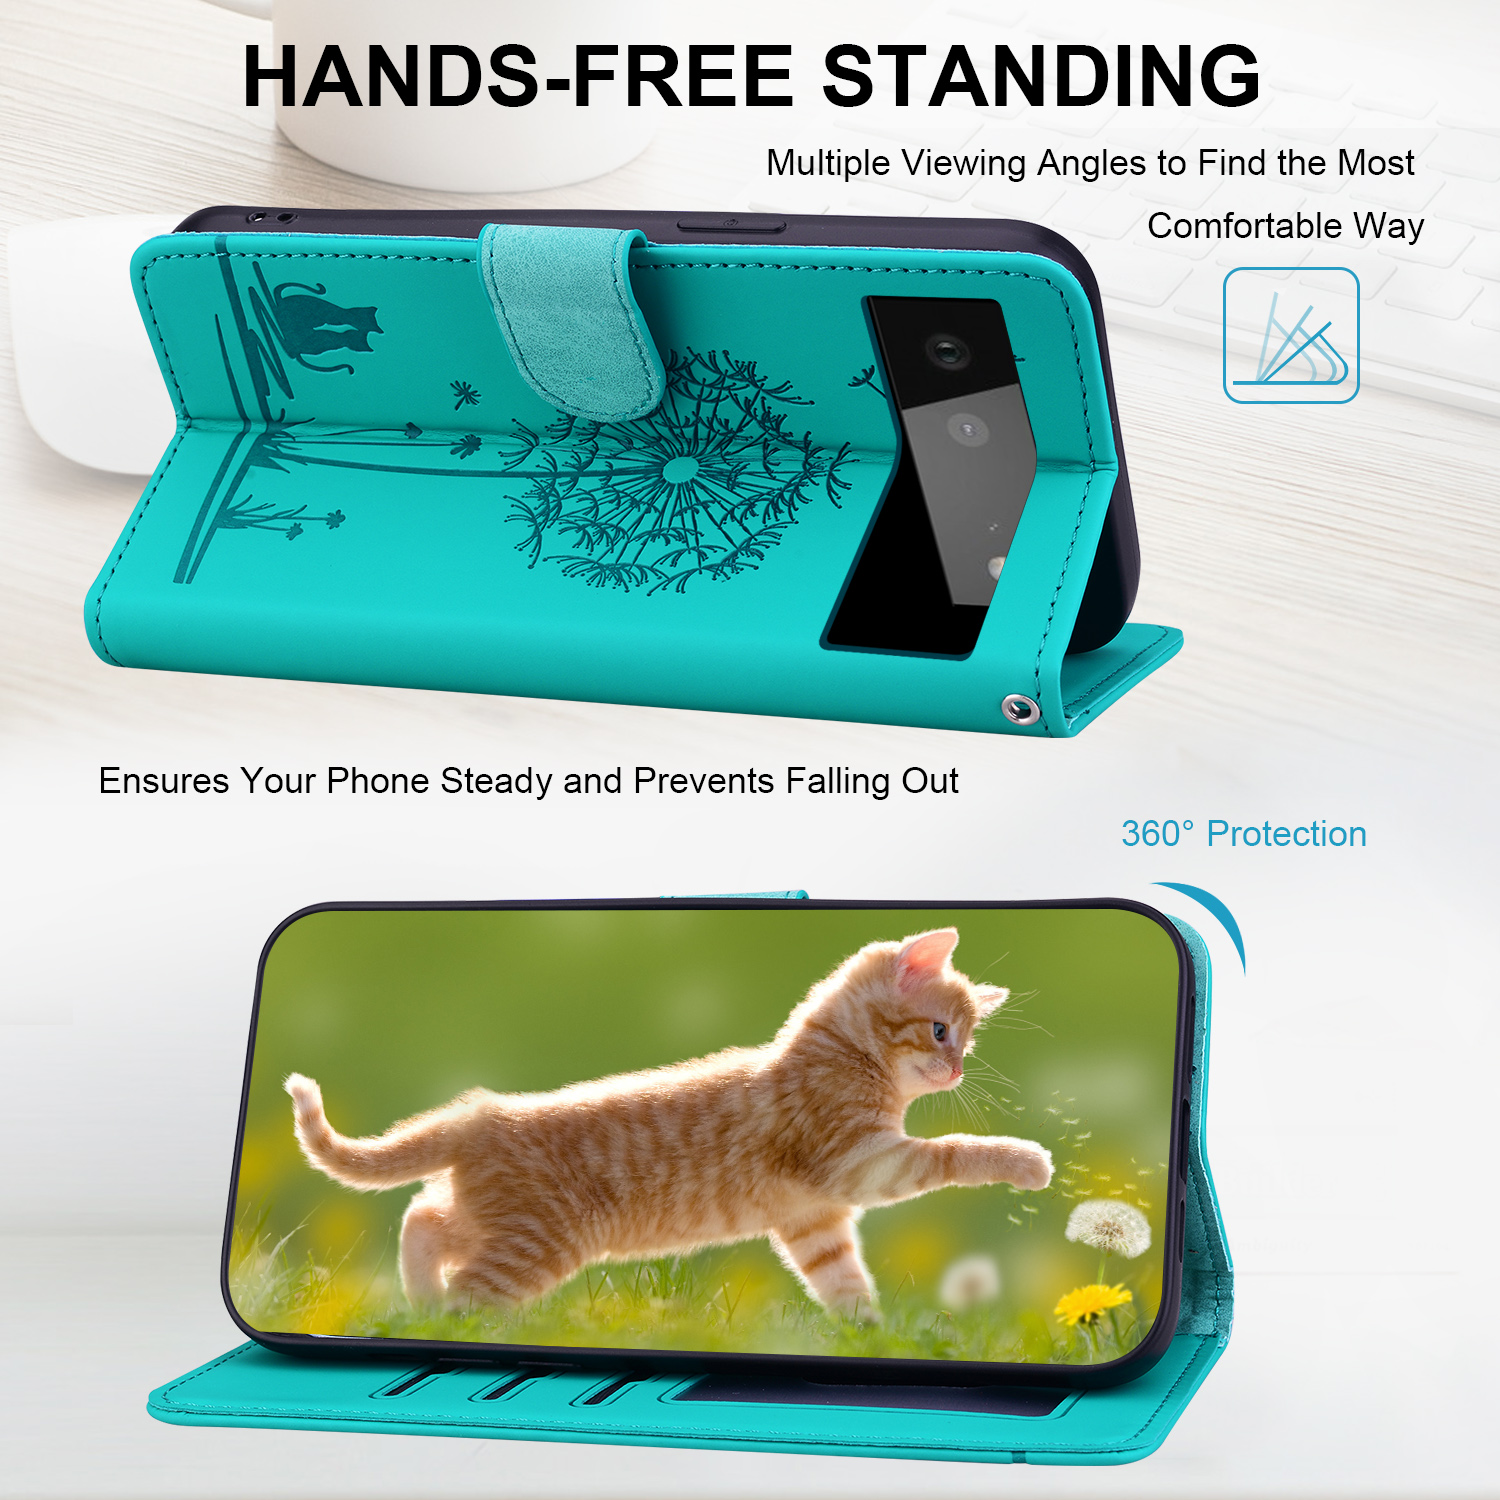 HANDS-FREE STANDING
Multiple Viewing Angles to Find the Most
Comfortable Way
Ensures Your Phone Steady and Prevents Falling Out
360° Protection